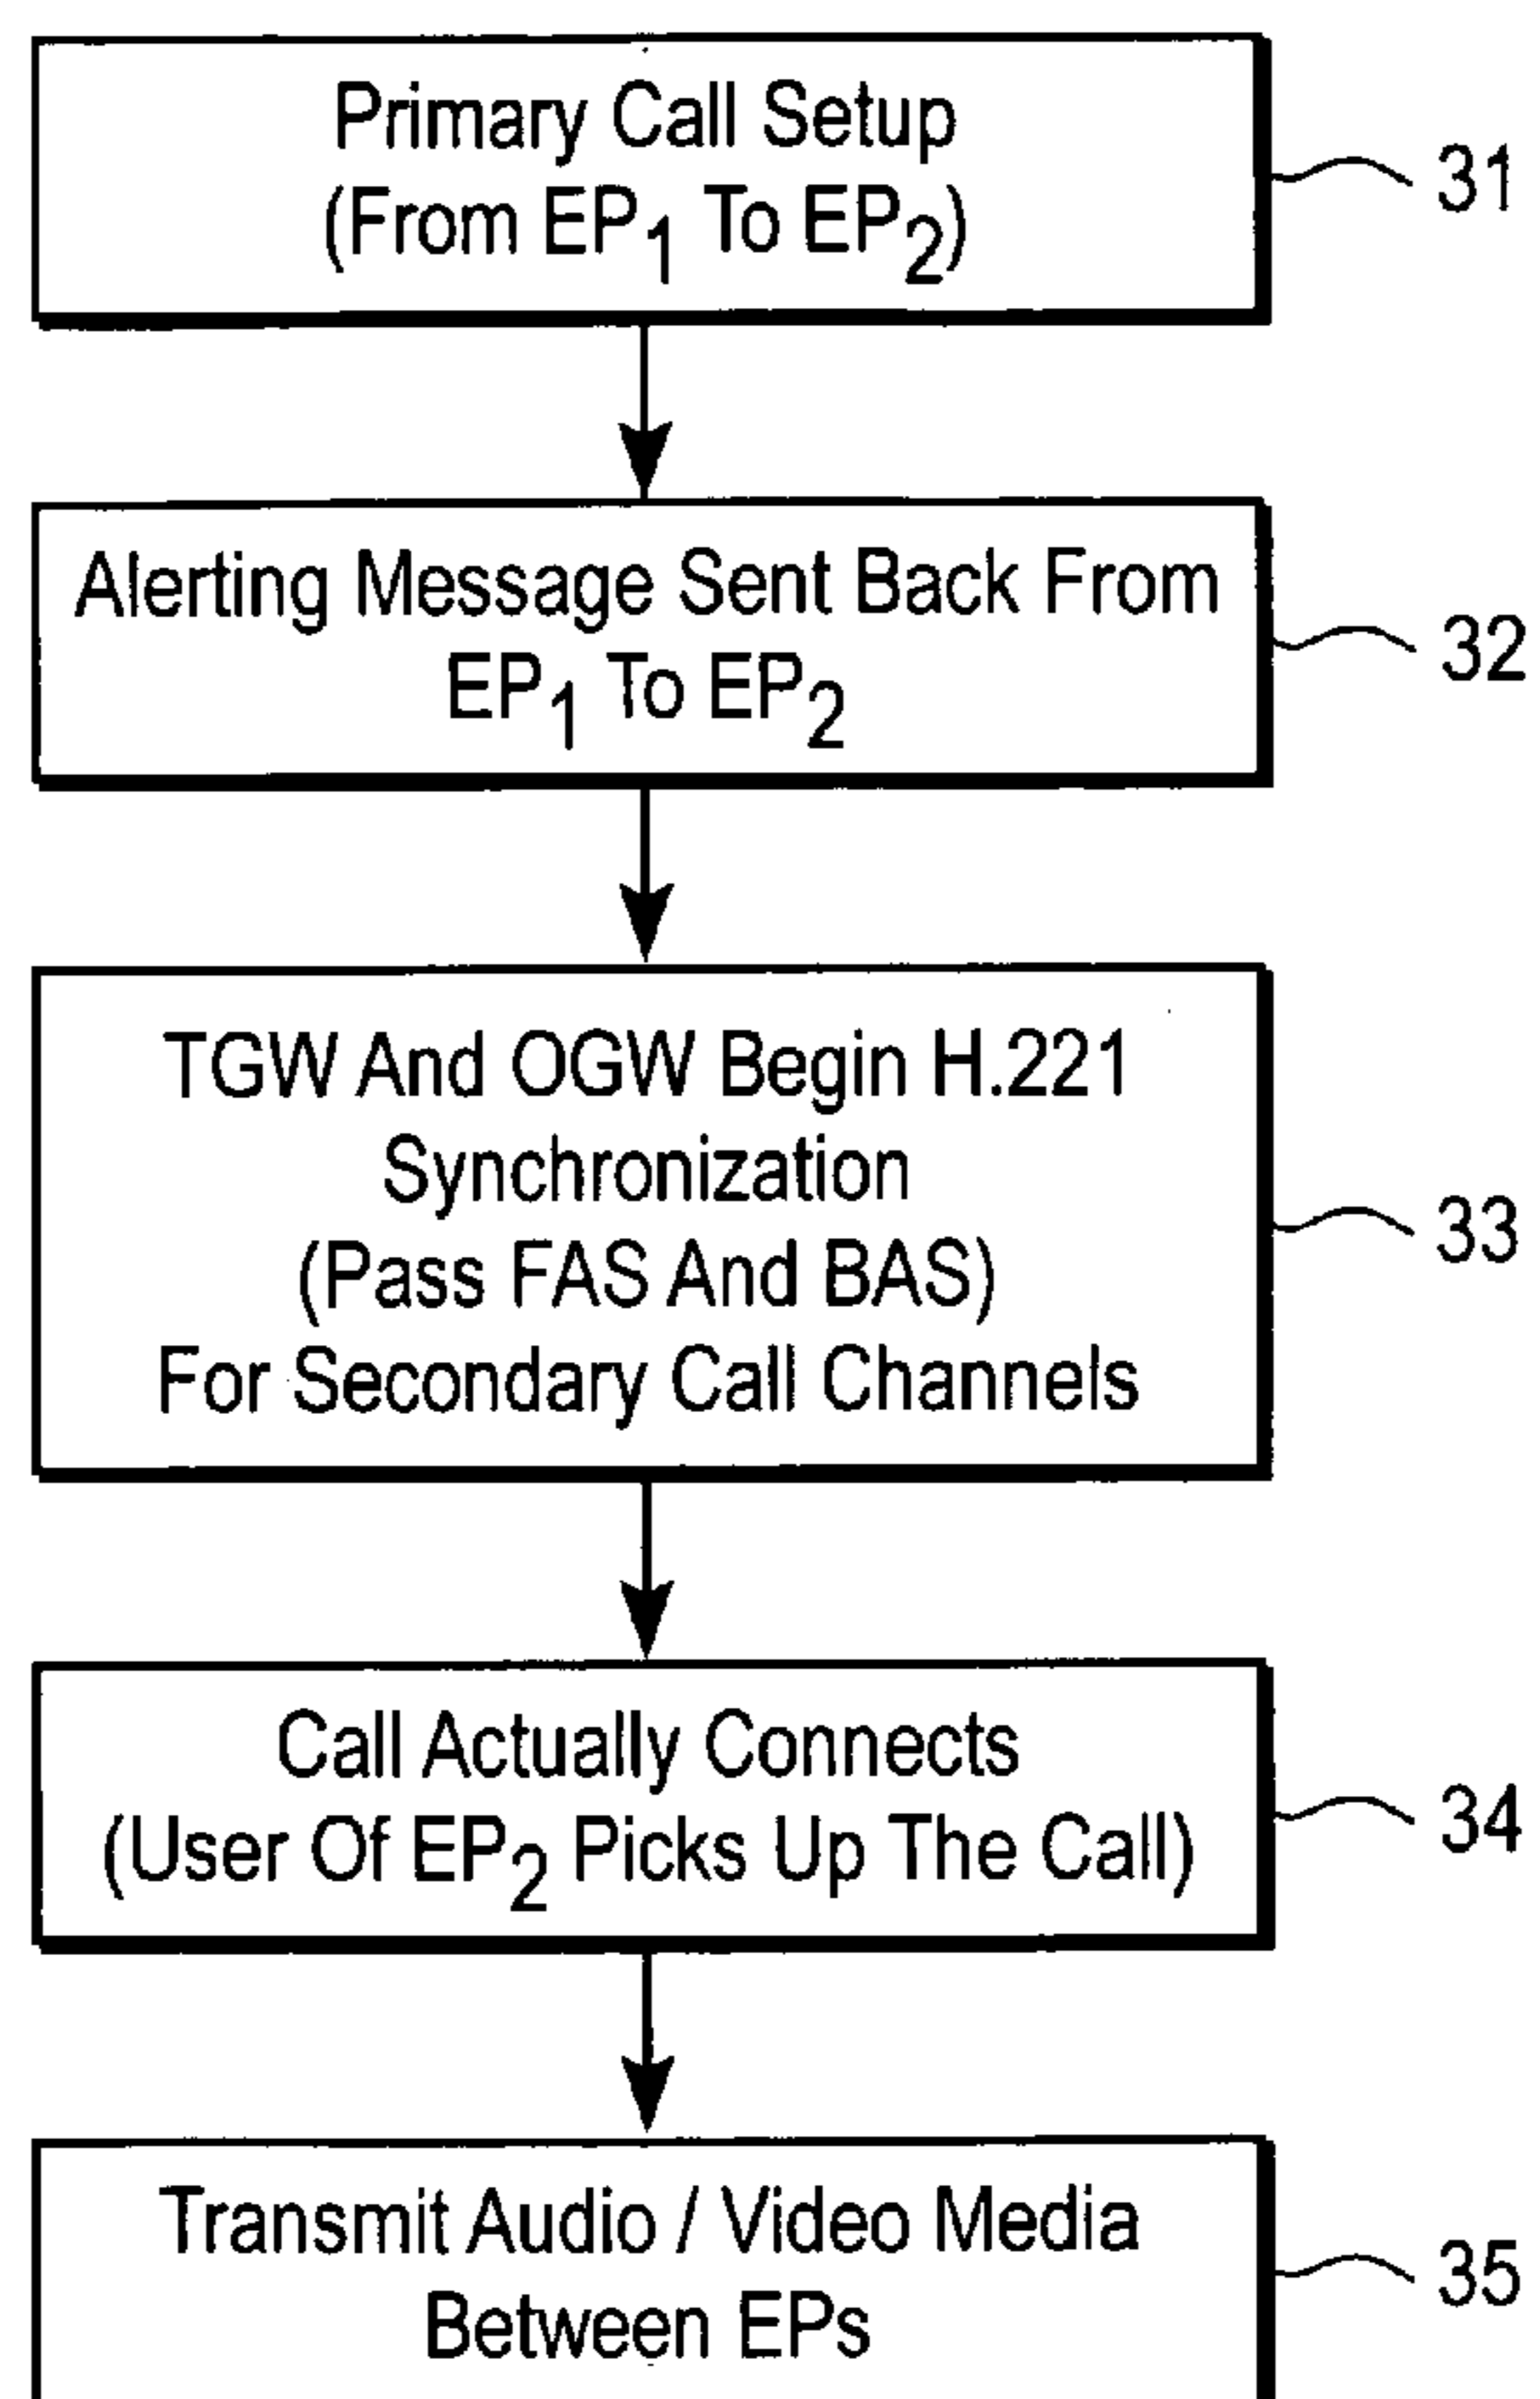 Primary Call Setup
(From EP1 To EP2)
31
Alerting Message Sent Back From
EP1 To EP2
32
TGW And OGW Begin H.221
Synchronization
(Pass FAS And BAS)
For Secondary Call Channels
33
Call Actually Connects
(User Of EP2 Picks Up The Call)
34
Transmit Audio / Video Media
Between EPs
35